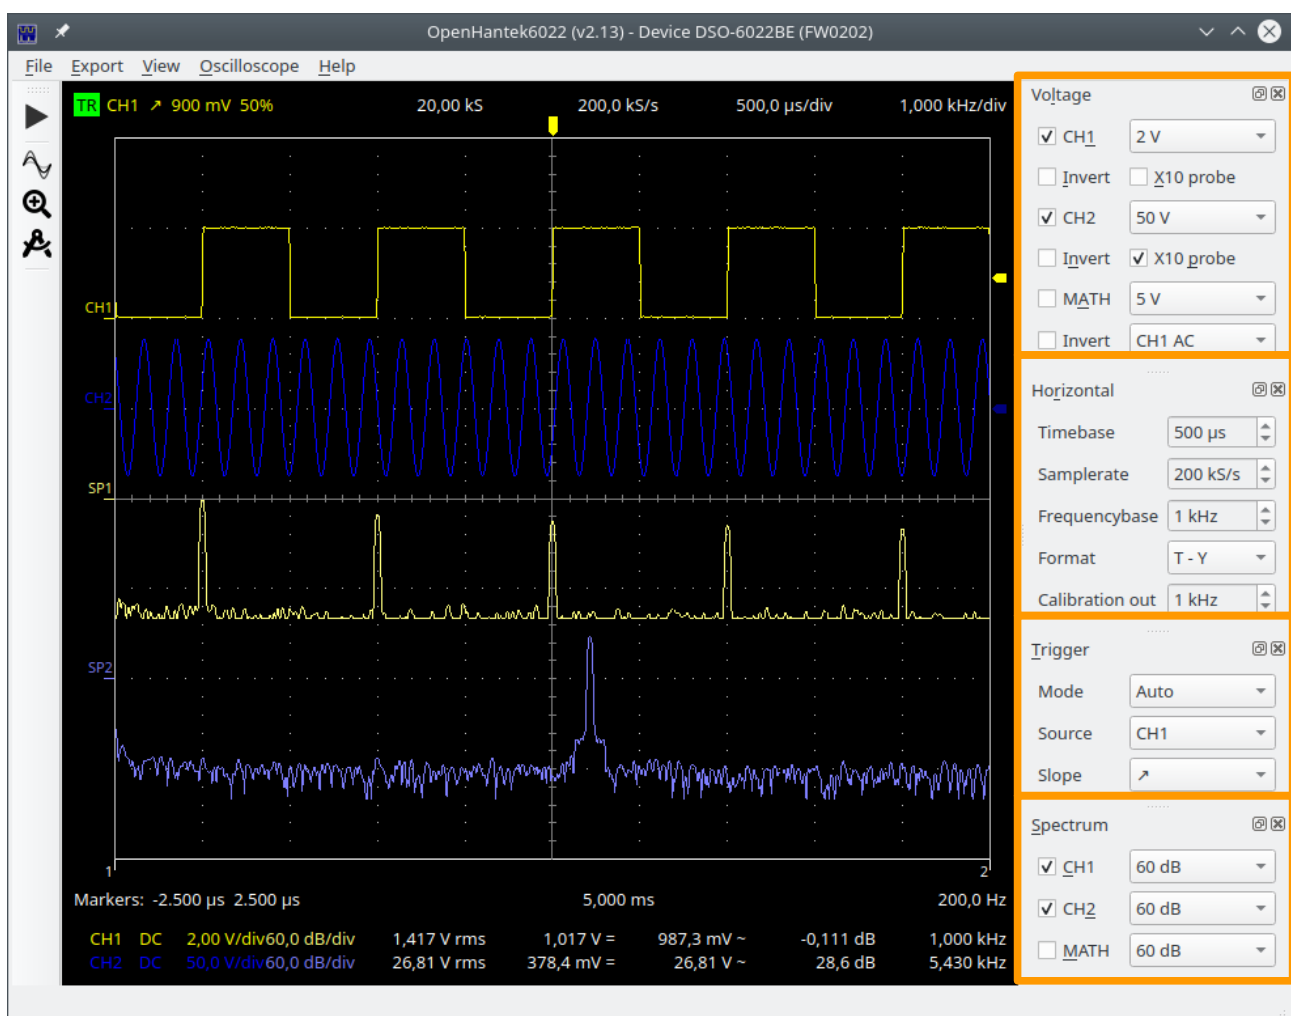 OpenHantek6022 (v2.13) - Device DSO-6022BE (FW0202)
File Export View Oscilloscope Help
TR CH1 ↗ 900 mV 50% 20,00 kS 200,0 kS/s 500,0 µs/div 1,000 kHz/div
CH1
CH2
SP1
SP2
1 2
Markers: -2.500 µs 2.500 µs 5,000 ms 200,0 Hz
CH1 DC 2,00 V/div 60,0 dB/div 1,417 V rms 1,017 V = 987,3 mV ~ -0,111 dB 1,000 kHz
CH2 DC 50,0 V/div 60,0 dB/div 26,81 V rms 378,4 mV = 26,81 V ~ 28,6 dB 5,430 kHz
Voltage
CH1 2 V
Invert X10 probe
CH2 50 V
Invert X10 probe
MATH 5 V
Invert CH1 AC
Horizontal
Timebase 500 µs
Samplerate 200 kS/s
Frequencybase 1 kHz
Format T - Y
Calibration out 1 kHz
Trigger
Mode Auto
Source CH1
Slope ↗
Spectrum
CH1 60 dB
CH2 60 dB
MATH 60 dB